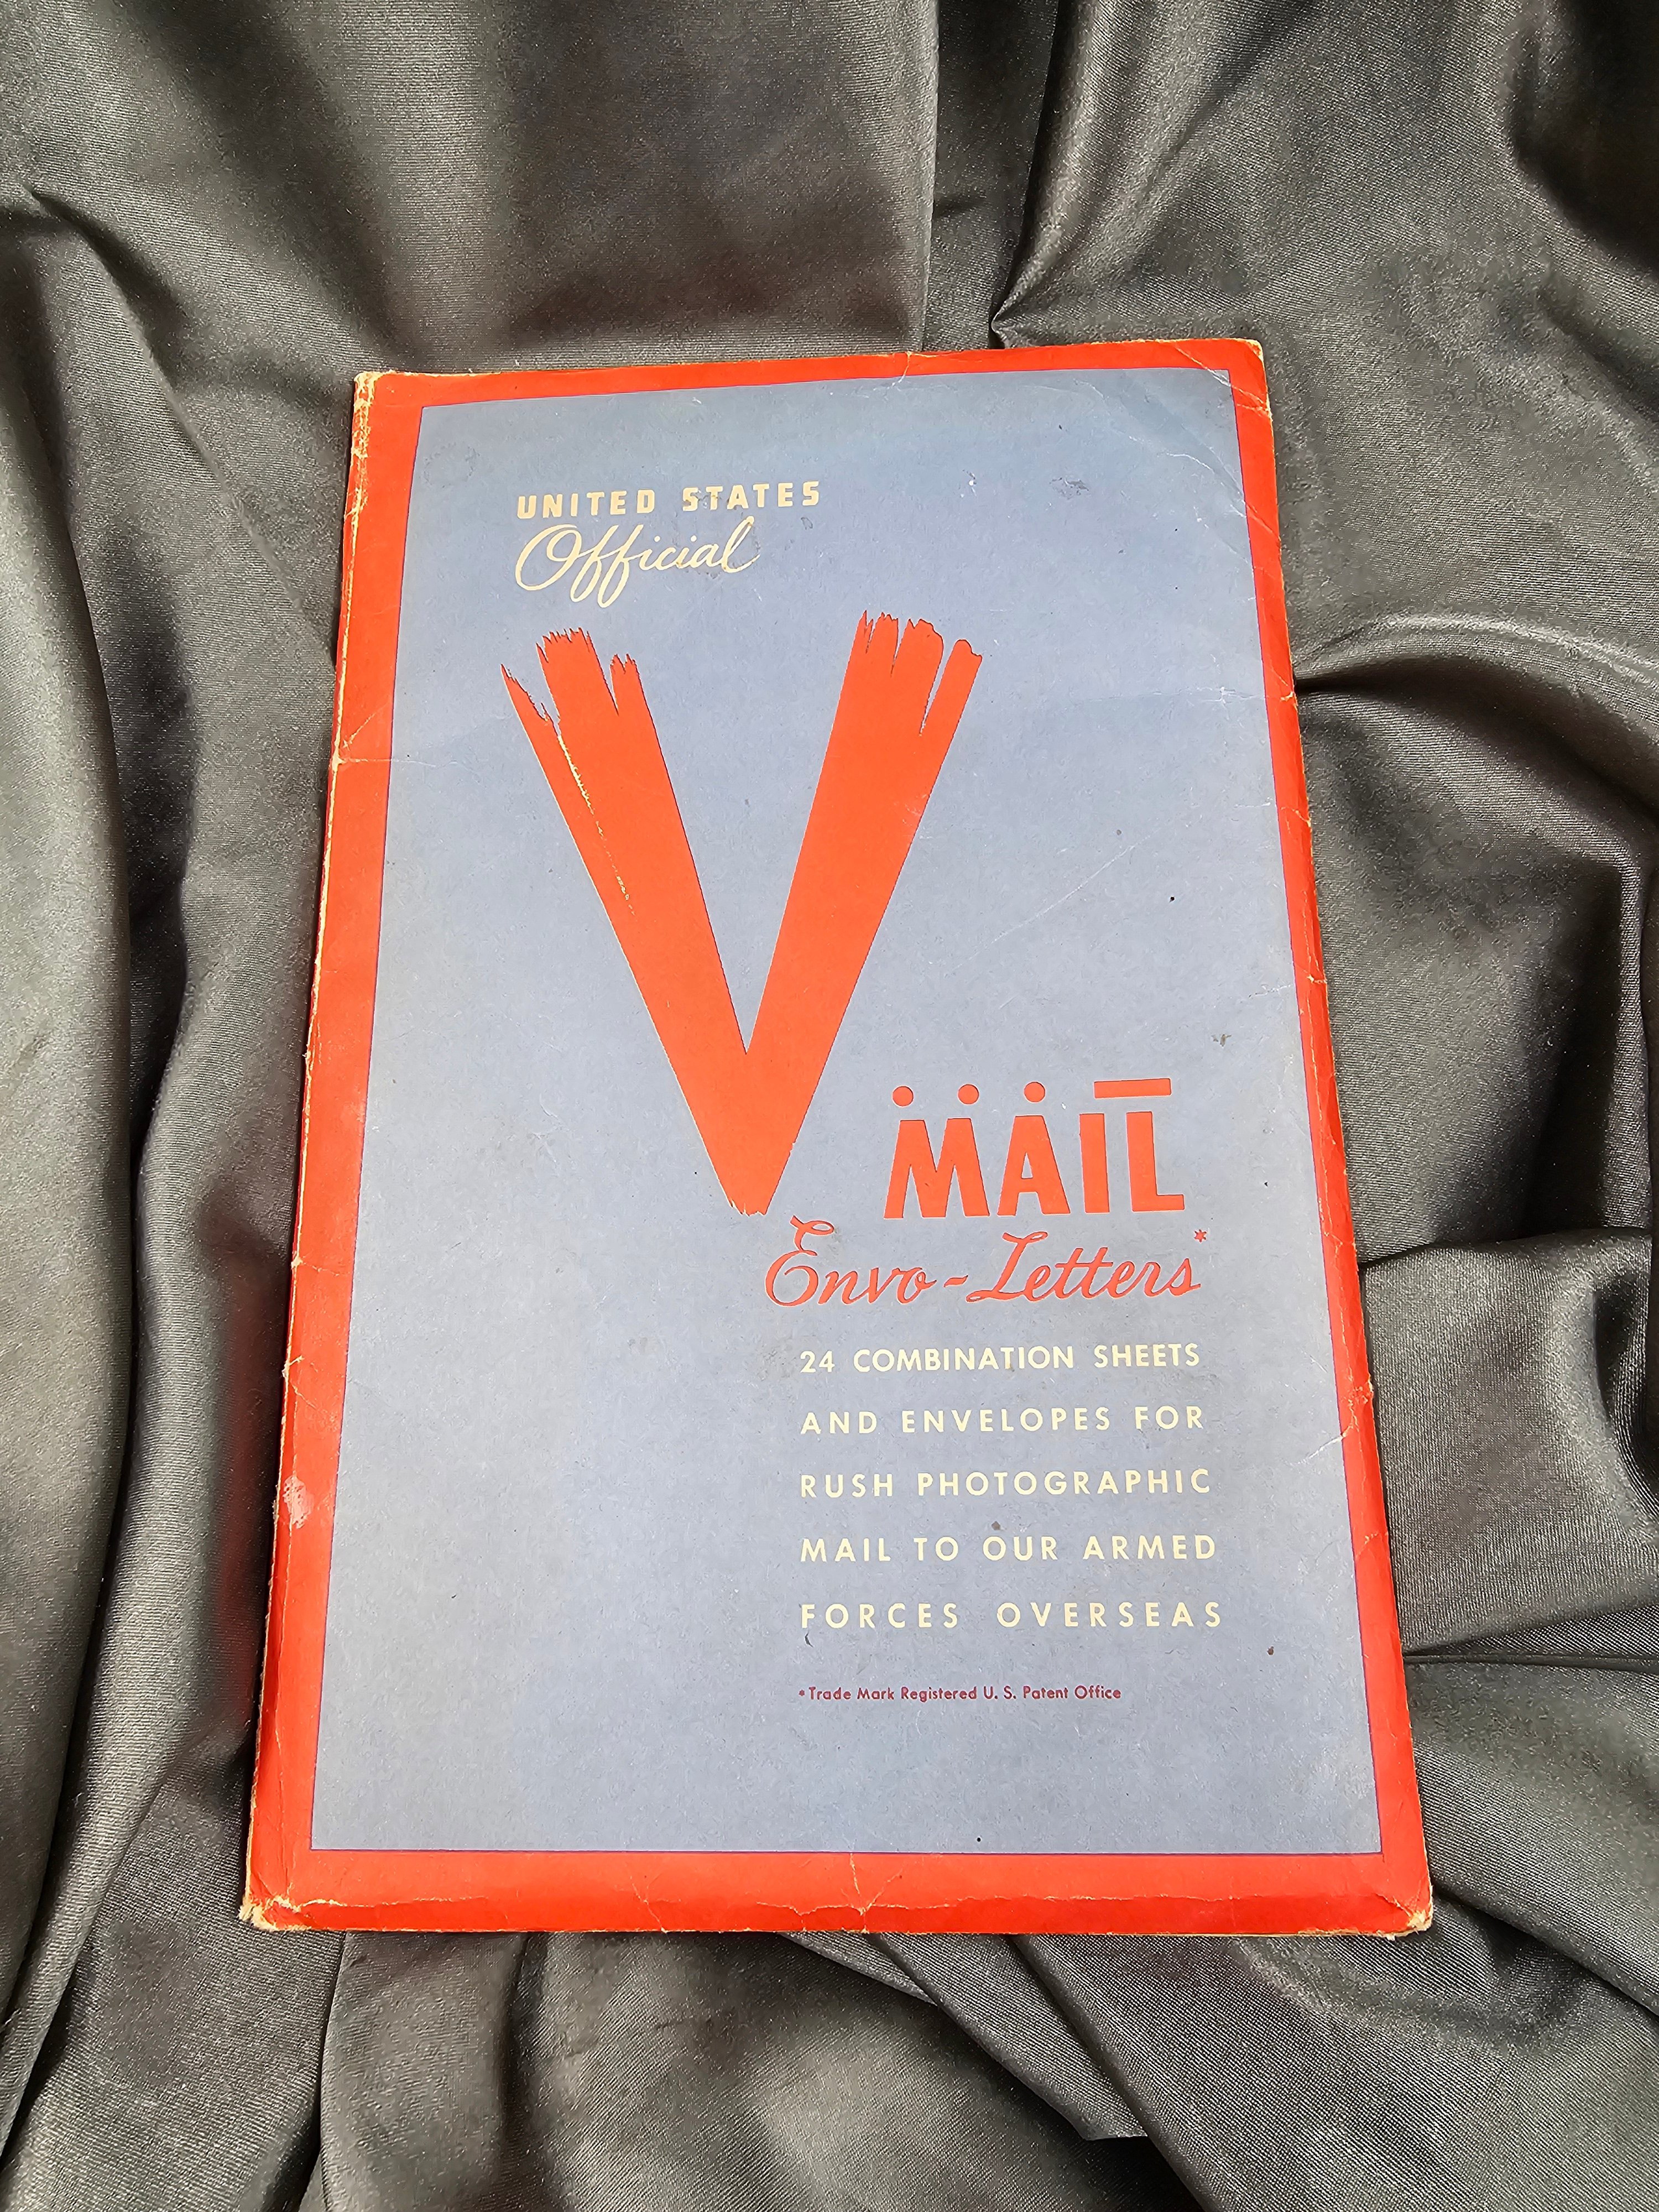 UNITED STATES
Official
V
MAIL
Envo-Letters*
24 COMBINATION SHEETS
AND ENVELOPES FOR
RUSH PHOTOGRAPHIC
MAIL TO OUR ARMED
FORCES OVERSEAS
*Trade Mark Registered U. S. Patent Office